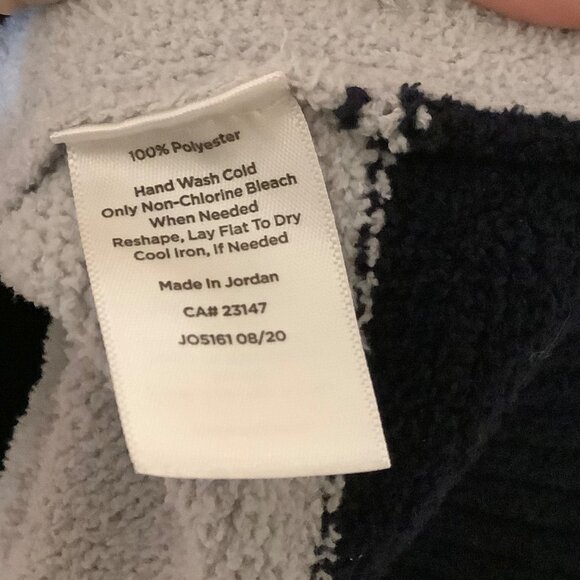 100% Polyester
Hand Wash Cold
Only Non-Chlorine Bleach
When Needed
Reshape, Lay Flat To Dry
Cool Iron, If Needed
Made In Jordan
CA# 23147
JO5161 08/20